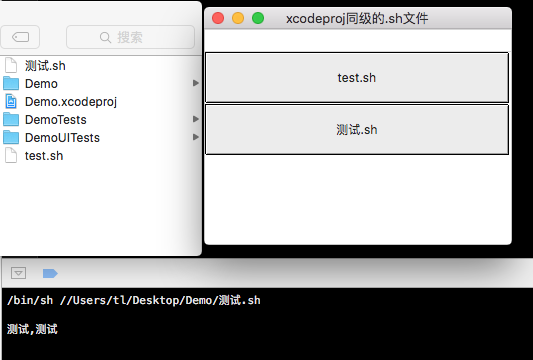 搜索
测试.sh
Demo
Demo.xcodeproj
DemoTests
DemoUITests
test.sh
xcodeproj同级的.sh文件
test.sh
测试.sh
/bin/sh //Users/tl/Desktop/Demo/测试.sh
测试,测试